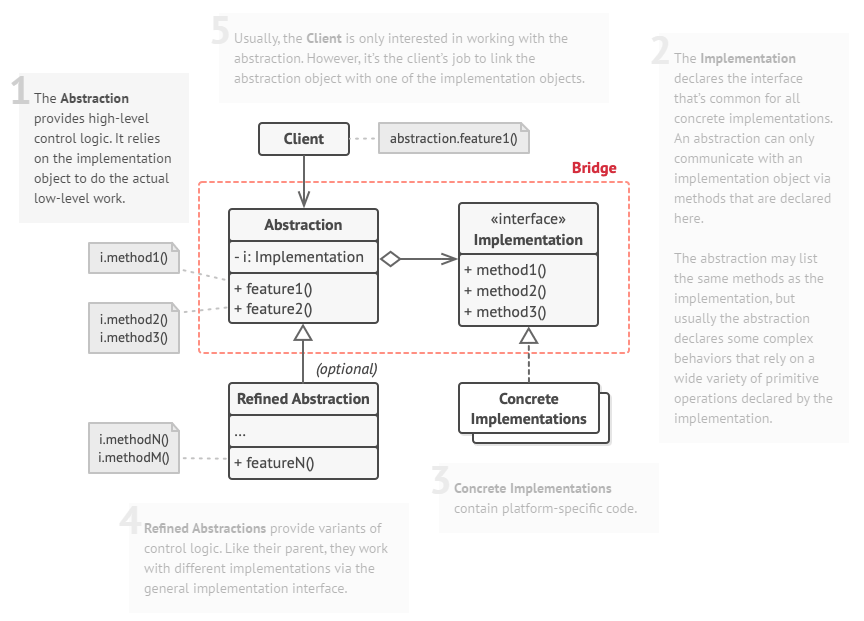 5
Usually, the Client is only interested in working with the
abstraction. However, it's the client's job to link the
abstraction object with one of the implementation objects.
2
The Implementation
declares the interface
that's common for all
concrete implementations.
An abstraction can only
communicate with an
implementation object via
methods that are declared
here.
The abstraction may list
the same methods as the
implementation, but
usually the abstraction
declares some complex
behaviors that rely on a
wide variety of primitive
operations declared by the
implementation.
1
The Abstraction
provides high-level
control logic. It relies
on the implementation
object to do the actual
low-level work.
Client
abstraction.feature1()
Bridge
Abstraction
- i: Implementation
+ feature1()
+ feature2()
«interface»
Implementation
+ method1()
+ method2()
+ method3()
i.method1()
i.method2()
i.method3()
(optional)
Refined Abstraction
...
+ featureN()
Concrete
Implementations
i.methodN()
i.methodM()
3
Concrete Implementations
contain platform-specific code.
4
Refined Abstractions provide variants of
control logic. Like their parent, they work
with different implementations via the
general implementation interface.